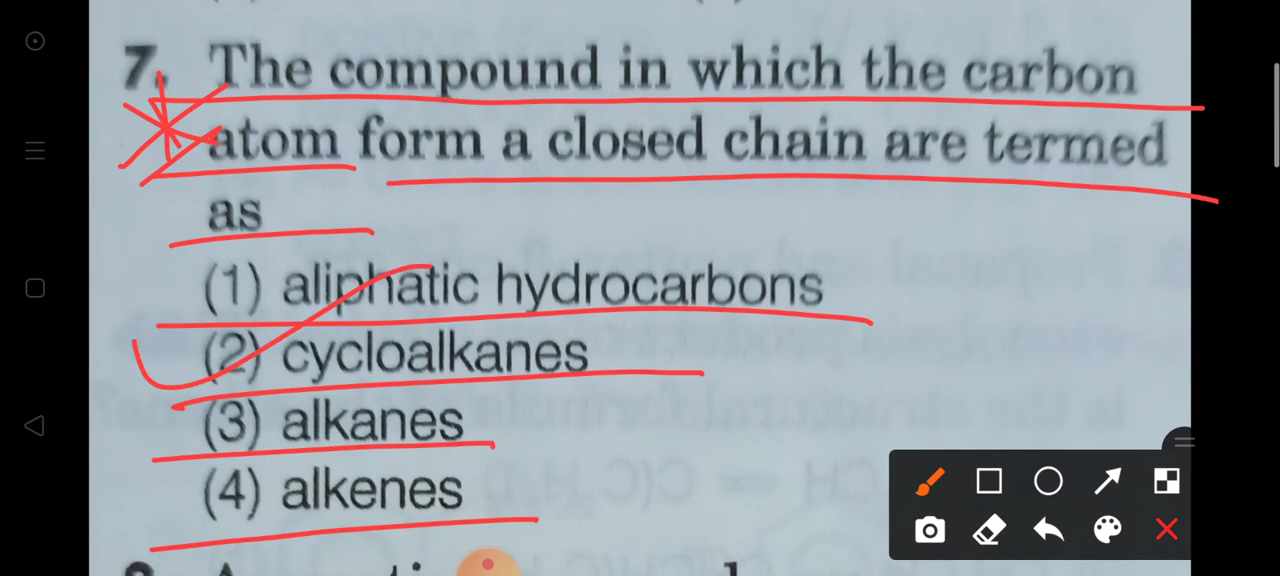 7. The compound in which the carbon
atom form a closed chain are termed
as
(1) aliphatic hydrocarbons
(2) cycloalkanes
(3) alkanes
(4) alkenes